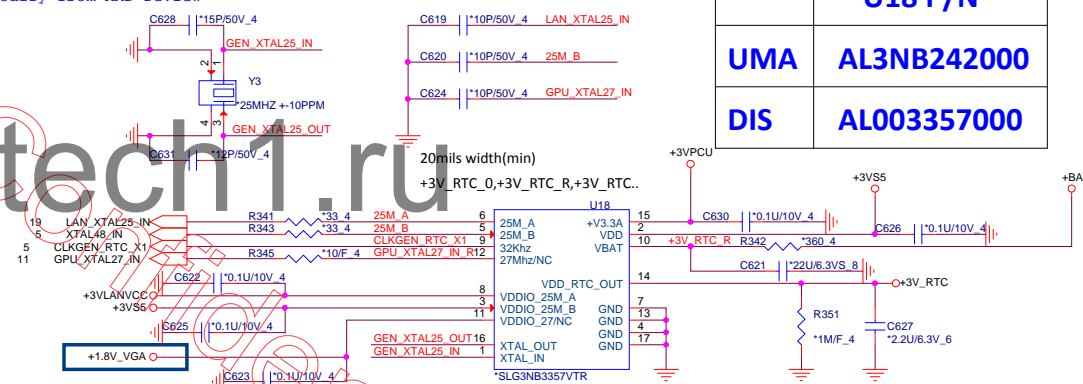 C628
*15P/50V_4
GEN_XTAL25_IN
2
1
Y3
*25MHZ +-10PPM
4
3
GEN_XTAL25_OUT
C631
*12P/50V_4
C619
*10P/50V_4
LAN_XTAL25_IN
C620
*10P/50V_4
25M_B
C624
*10P/50V_4
GPU_XTAL27_IN
U18 P/N
UMA
AL3NB242000
DIS
AL003357000
tech1.ru
20mils width(min)
+3V_RTC_0,+3V_RTC_R,+3V_RTC..
+3VPCU
+3VS5
+BA
19
LAN_XTAL25_IN
5
XTAL48_IN
5
CLKGEN_RTC_X1
11
GPU_XTAL27_IN
R341
*33_4
25M_A
R343
*33_4
25M_B
CLKGEN_RTC_X1
R345
*10/F_4
GPU_XTAL27_IN_R
C622
*0.1U/10V_4
+3VLANVCC
+3VS5
C625
*0.1U/10V_4
+1.8V_VGA
C623
*0.1U/10V_4
GEN_XTAL25_OUT
GEN_XTAL25_IN
U18
6
25M_A
5
25M_B
9
32Khz
12
27Mhz/NC
8
VDDIO_25M_A
3
VDDIO_25M_B
11
VDDIO_27/NC
16
XTAL_OUT
1
XTAL_IN
+V3.3A
15
VDD
2
VBAT
10
VDD_RTC_OUT
14
GND
7
GND
13
GND
4
GND
17
*SLG3NB3357VTR
C630
*0.1U/10V_4
C626
*0.1U/10V_4
+3V_RTC_R
R342
*360_4
C621
*22U/6.3VS_8
+3V_RTC
R351
*1M/F_4
C627
*2.2U/6.3V_6